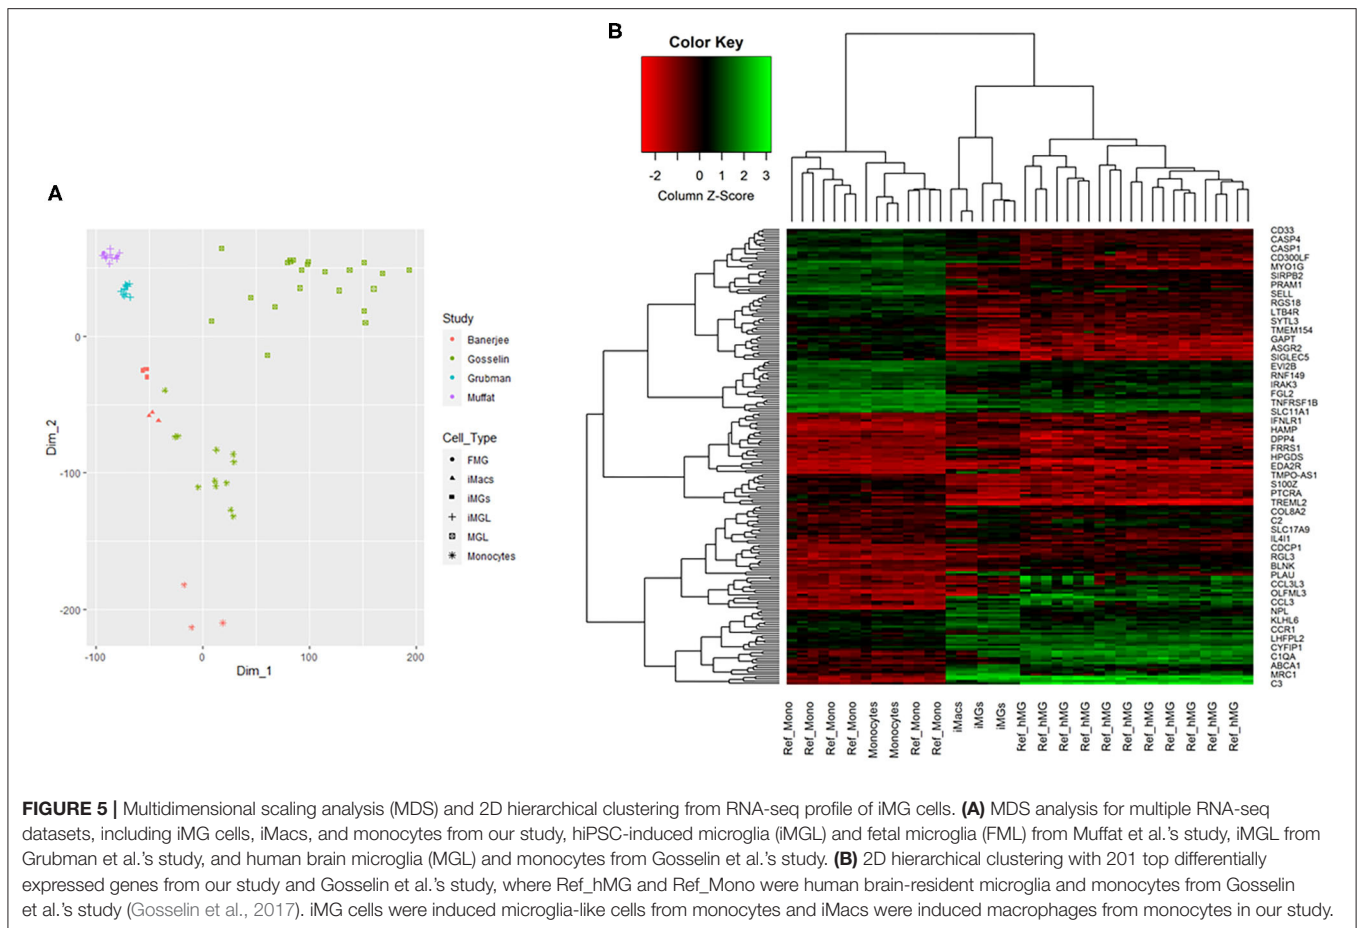 B
Color Key
-2 0 1 2 3
Column Z-Score
A
0
-100
-200
-100 0 100 200
Dim_1
Dim_2
Study
Banerjee
Gosselin
Grubman
Muffat
Cell_Type
FMG
iMacs
iMGs
iMGL
MGL
Monocytes
CD33
CASP4
CASP1
CD300LF
MYO1G
SIRPB2
PRAM1
SELL
RGS18
LTB4R
SYTL3
TMEM154
GAPT
ASGR2
SIGLEC5
EVI2B
RNF149
IRAK3
FGL2
TNFRSF1B
SLC11A1
IFNLR1
HAMP
DPP4
FRRS1
HPGDS
EDA2R
TMPO-AS1
S100Z
PTCRA
TREML2
COL8A2
C2
SLC17A9
IL4I1
CDCP1
RGL3
BLNK
PLAU
CCL3L3
OLFML3
CCL3
NPL
KLHL6
CCR1
LHFPL2
CYFIP1
C1QA
ABCA1
MRC1
C3
Ref_Mono
Ref_Mono
Ref_Mono
Ref_Mono
Monocytes
Monocytes
Ref_Mono
Ref_Mono
iMacs
iMGs
iMGs
Ref_hMG
Ref_hMG
Ref_hMG
Ref_hMG
Ref_hMG
Ref_hMG
Ref_hMG
Ref_hMG
Ref_hMG
Ref_hMG
Ref_hMG
FIGURE 5 | Multidimensional scaling analysis (MDS) and 2D hierarchical clustering from RNA-seq profile of iMG cells. (A) MDS analysis for multiple RNA-seq
datasets, including iMG cells, iMacs, and monocytes from our study, hiPSC-induced microglia (iMGL) and fetal microglia (FML) from Muffat et al.'s study, iMGL from
Grubman et al.'s study, and human brain microglia (MGL) and monocytes from Gosselin et al.'s study. (B) 2D hierarchical clustering with 201 top differentially
expressed genes from our study and Gosselin et al.'s study, where Ref_hMG and Ref_Mono were human brain-resident microglia and monocytes from Gosselin
et al.'s study (Gosselin et al., 2017). iMG cells were induced microglia-like cells from monocytes and iMacs were induced macrophages from monocytes in our study.